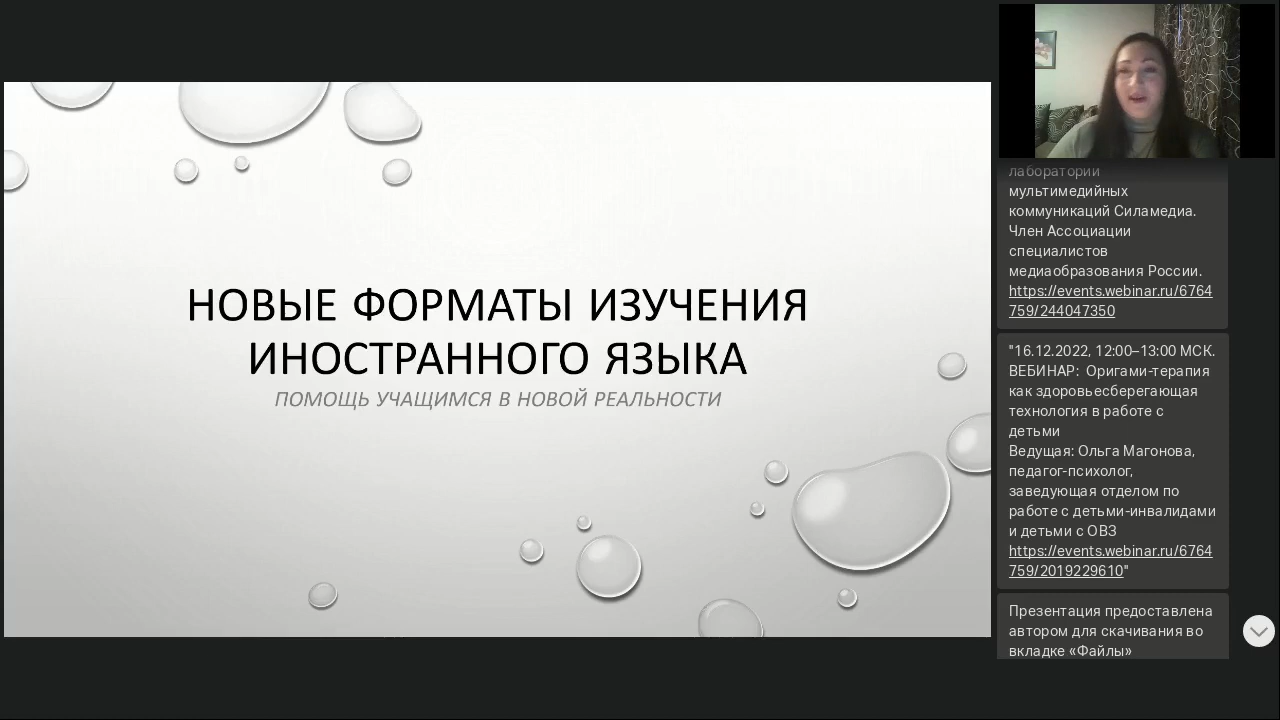 НОВЫЕ ФОРМАТЫ ИЗУЧЕНИЯ
ИНОСТРАННОГО ЯЗЫКА
ПОМОЩЬ УЧАЩИМСЯ В НОВОЙ РЕАЛЬНОСТИ
лаборатории
мультимедийных
коммуникаций Силамедиа.
Член Ассоциации
специалистов
медиаобразования России.
https://events.webinar.ru/6764
759/244047350
"16.12.2022, 12:00–13:00 МСК.
ВЕБИНАР: Оригами-терапия
как здоровьесберегающая
технология в работе с
детьми
Ведущая: Ольга Магонова,
педагог-психолог,
заведующая отделом по
работе с детьми-инвалидами
и детьми с ОВЗ
https://events.webinar.ru/6764
759/2019229610"
Презентация предоставлена
автором для скачивания во
вкладке «Файлы»